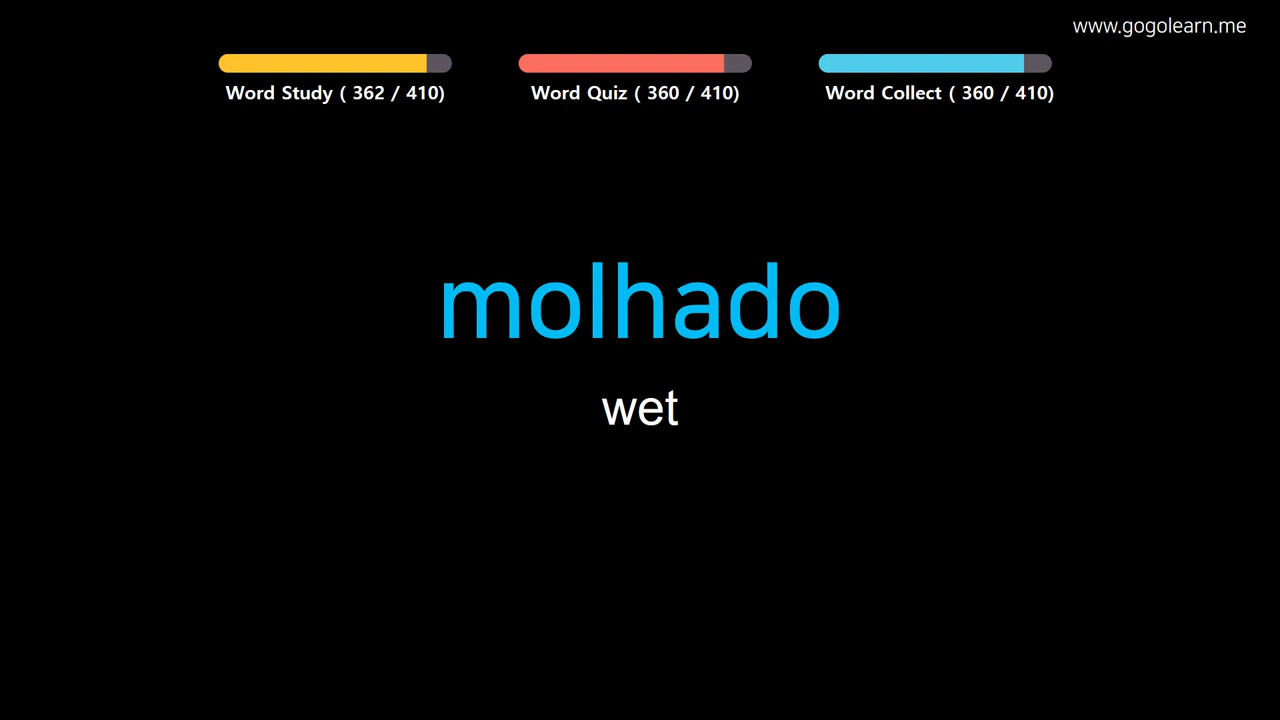 www.gogolearn.me
Word Study ( 362 / 410)
Word Quiz ( 360 / 410)
Word Collect ( 360 / 410)
molhado
wet